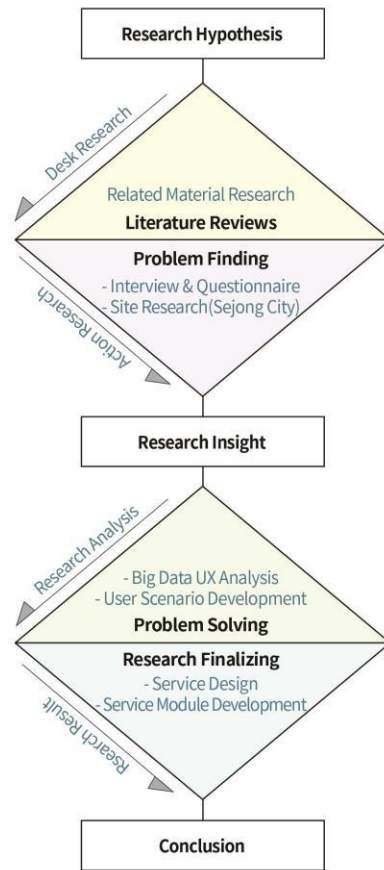 Research Hypothesis
Desk Research
Related Material Research
Literature Reviews
Problem Finding
- Interview & Questionnaire
- Site Research(Sejong City)
Action Research
Research Insight
Research Analysis
- Big Data UX Analysis
- User Scenario Development
Problem Solving
Research Finalizing
- Service Design
- Service Module Development
Rsearch Result
Conclusion